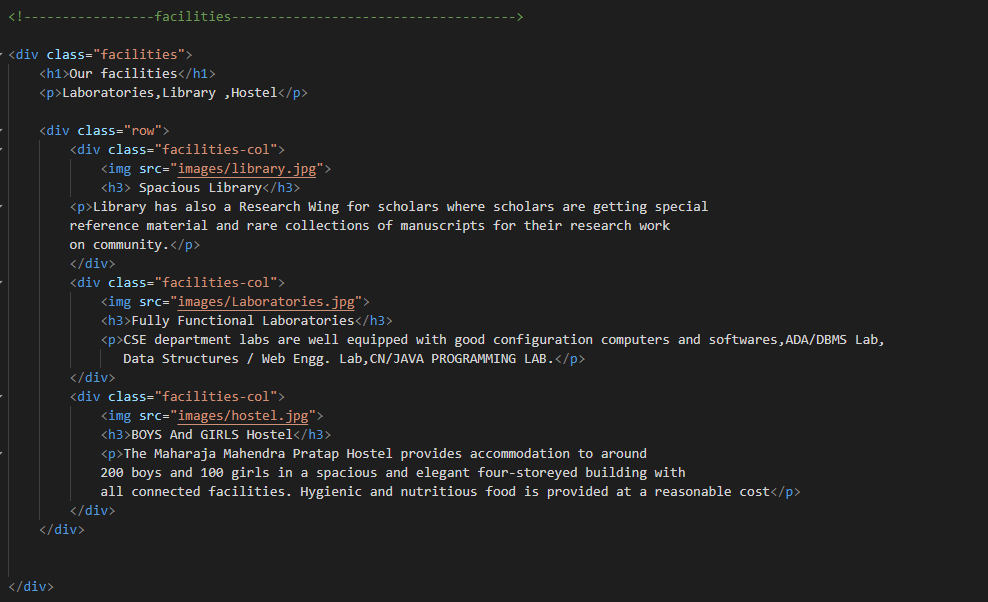 <!-----------------facilities------------------------------------->
<div class="facilities">
<h1>Our facilities</h1>
<p>Laboratories,Library ,Hostel</p>
<div class="row">
<div class="facilities-col">
<img src="images/library.jpg">
<h3> Spacious Library</h3>
<p>Library has also a Research Wing for scholars where scholars are getting special
reference material and rare collections of manuscripts for their research work
on community.</p>
</div>
<div class="facilities-col">
<img src="images/Laboratories.jpg">
<h3>Fully Functional Laboratories</h3>
<p>CSE department labs are well equipped with good configuration computers and softwares,ADA/DBMS Lab,
Data Structures / Web Engg. Lab,CN/JAVA PROGRAMMING LAB.</p>
</div>
<div class="facilities-col">
<img src="images/hostel.jpg">
<h3>BOYS And GIRLS Hostel</h3>
<p>The Maharaja Mahendra Pratap Hostel provides accommodation to around
200 boys and 100 girls in a spacious and elegant four-storeyed building with
all connected facilities. Hygienic and nutritious food is provided at a reasonable cost</p>
</div>
</div>
</div>